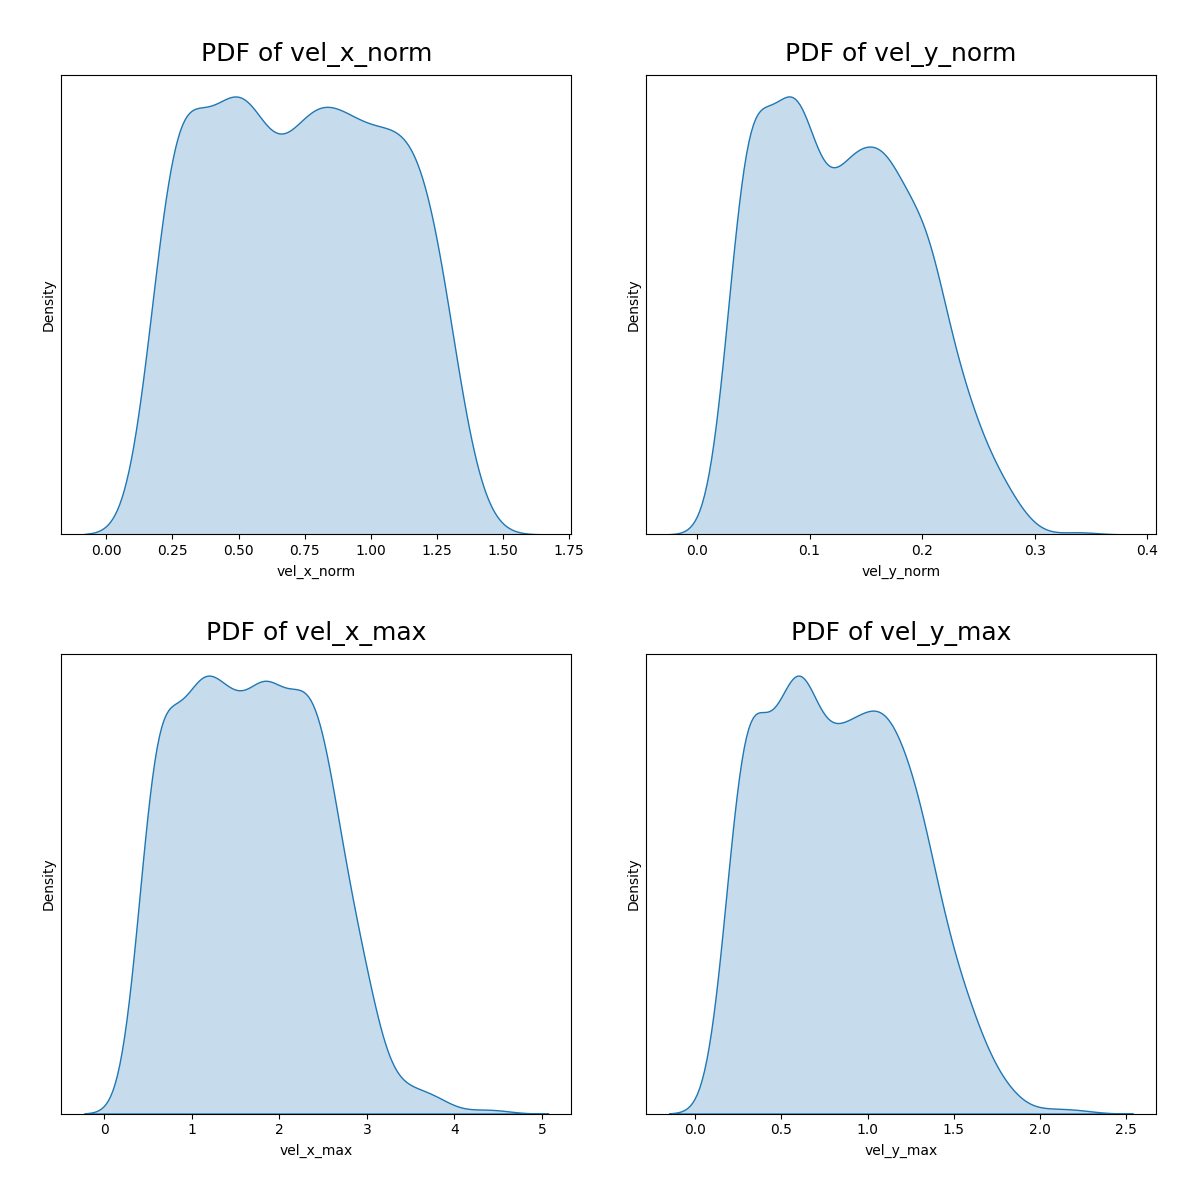 PDF of vel_x_norm
Density
0.00 0.25 0.50 0.75 1.00 1.25 1.50 1.75
vel_x_norm
PDF of vel_y_norm
Density
0.0 0.1 0.2 0.3 0.4
vel_y_norm
PDF of vel_x_max
Density
0 1 2 3 4 5
vel_x_max
PDF of vel_y_max
Density
0.0 0.5 1.0 1.5 2.0 2.5
vel_y_max